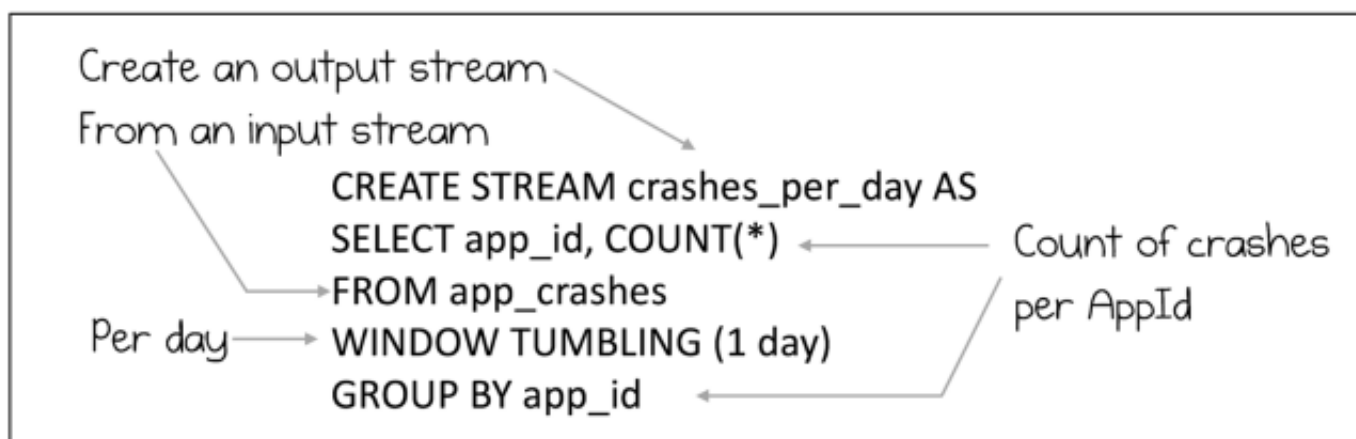 Create an output stream
From an input stream
CREATE STREAM crashes_per_day AS
SELECT app_id, COUNT(*)
Count of crashes
per AppId
FROM app_crashes
Per day
WINDOW TUMBLING (1 day)
GROUP BY app_id